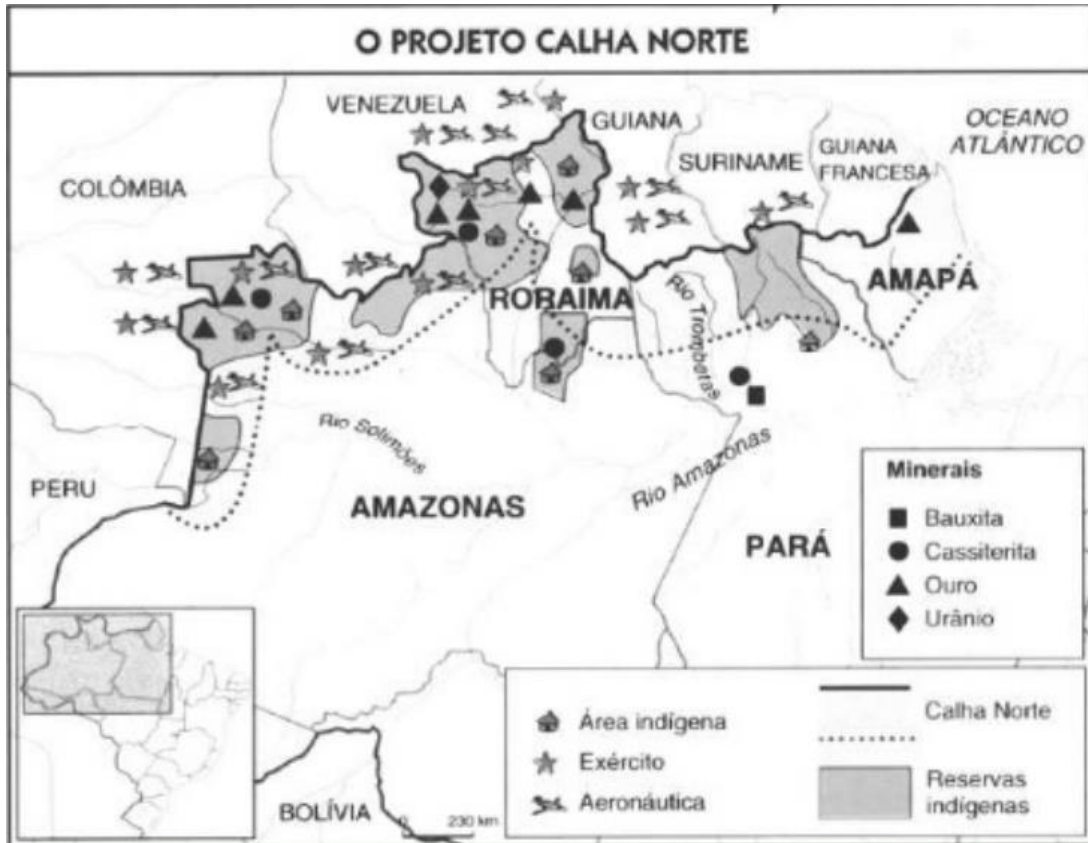 O PROJETO CALHA NORTE
VENEZUELA
GUIANA
OCEANO
ATLÂNTICO
SURINAME
GUIANA
FRANCESA
COLÔMBIA
AMAPÁ
RORAIMA
Rio Trombetas
Rio Solimões
Rio Amazonas
PERU
AMAZONAS
PARÁ
Minerais
Bauxita
Cassiterita
Ouro
Urânio
Área indígena
Exército
Aeronáutica
Calha Norte
Reservas
indígenas
BOLÍVIA
0 230 km